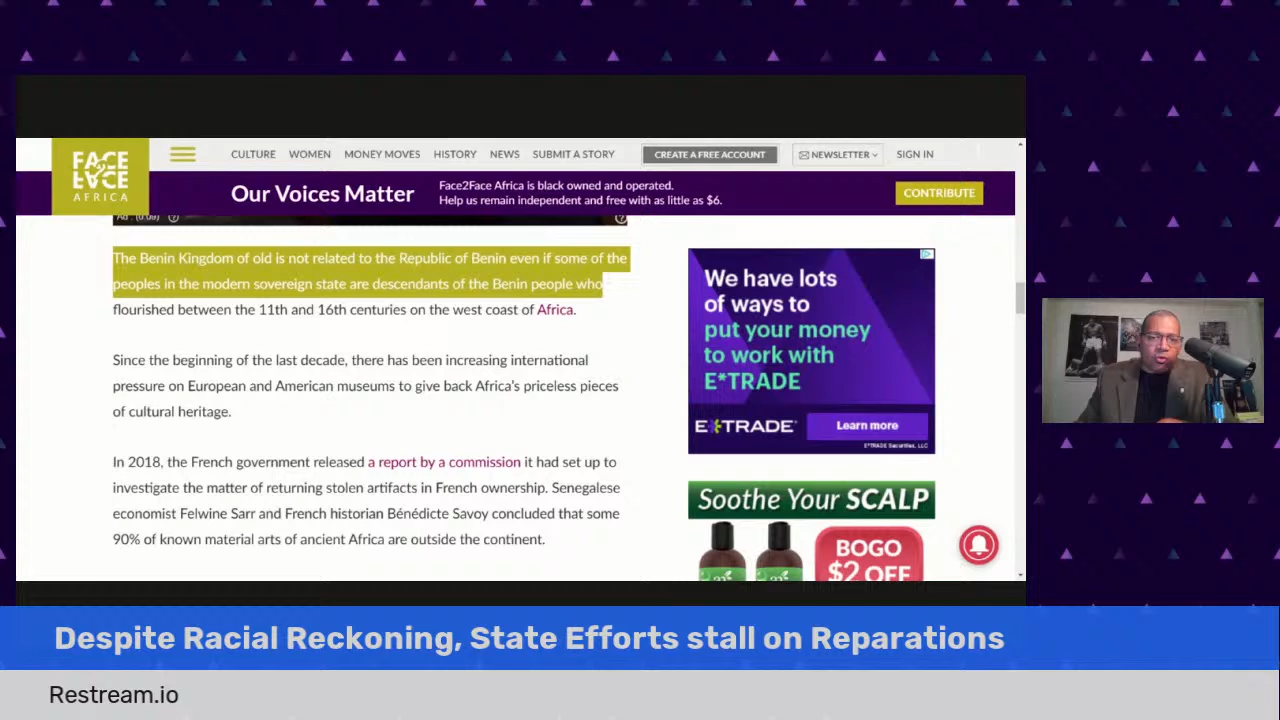 FACE
2
FACE
AFRICA
CULTURE WOMEN MONEY MOVES HISTORY NEWS SUBMIT A STORY CREATE A FREE ACCOUNT NEWSLETTER SIGN IN
Our Voices Matter
Face2Face Africa is black owned and operated.
Help us remain independent and free with as little as $6.
CONTRIBUTE
The Benin Kingdom of old is not related to the Republic of Benin even if some of the
peoples in the modern sovereign state are descendants of the Benin people who
flourished between the 11th and 16th centuries on the west coast of Africa.
Since the beginning of the last decade, there has been increasing international
pressure on European and American museums to give back Africa's priceless pieces
of cultural heritage.
In 2018, the French government released a report by a commission it had set up to
investigate the matter of returning stolen artifacts in French ownership. Senegalese
economist Felwine Sarr and French historian Bénédicte Savoy concluded that some
90% of known material arts of ancient Africa are outside the continent.
We have lots
of ways to
put your money
to work with
E*TRADE
E*TRADE
Learn more
E*TRADE Securities, LLC
Soothe Your SCALP
BOGO
$2 OFF
Despite Racial Reckoning, State Efforts stall on Reparations
Restream.io